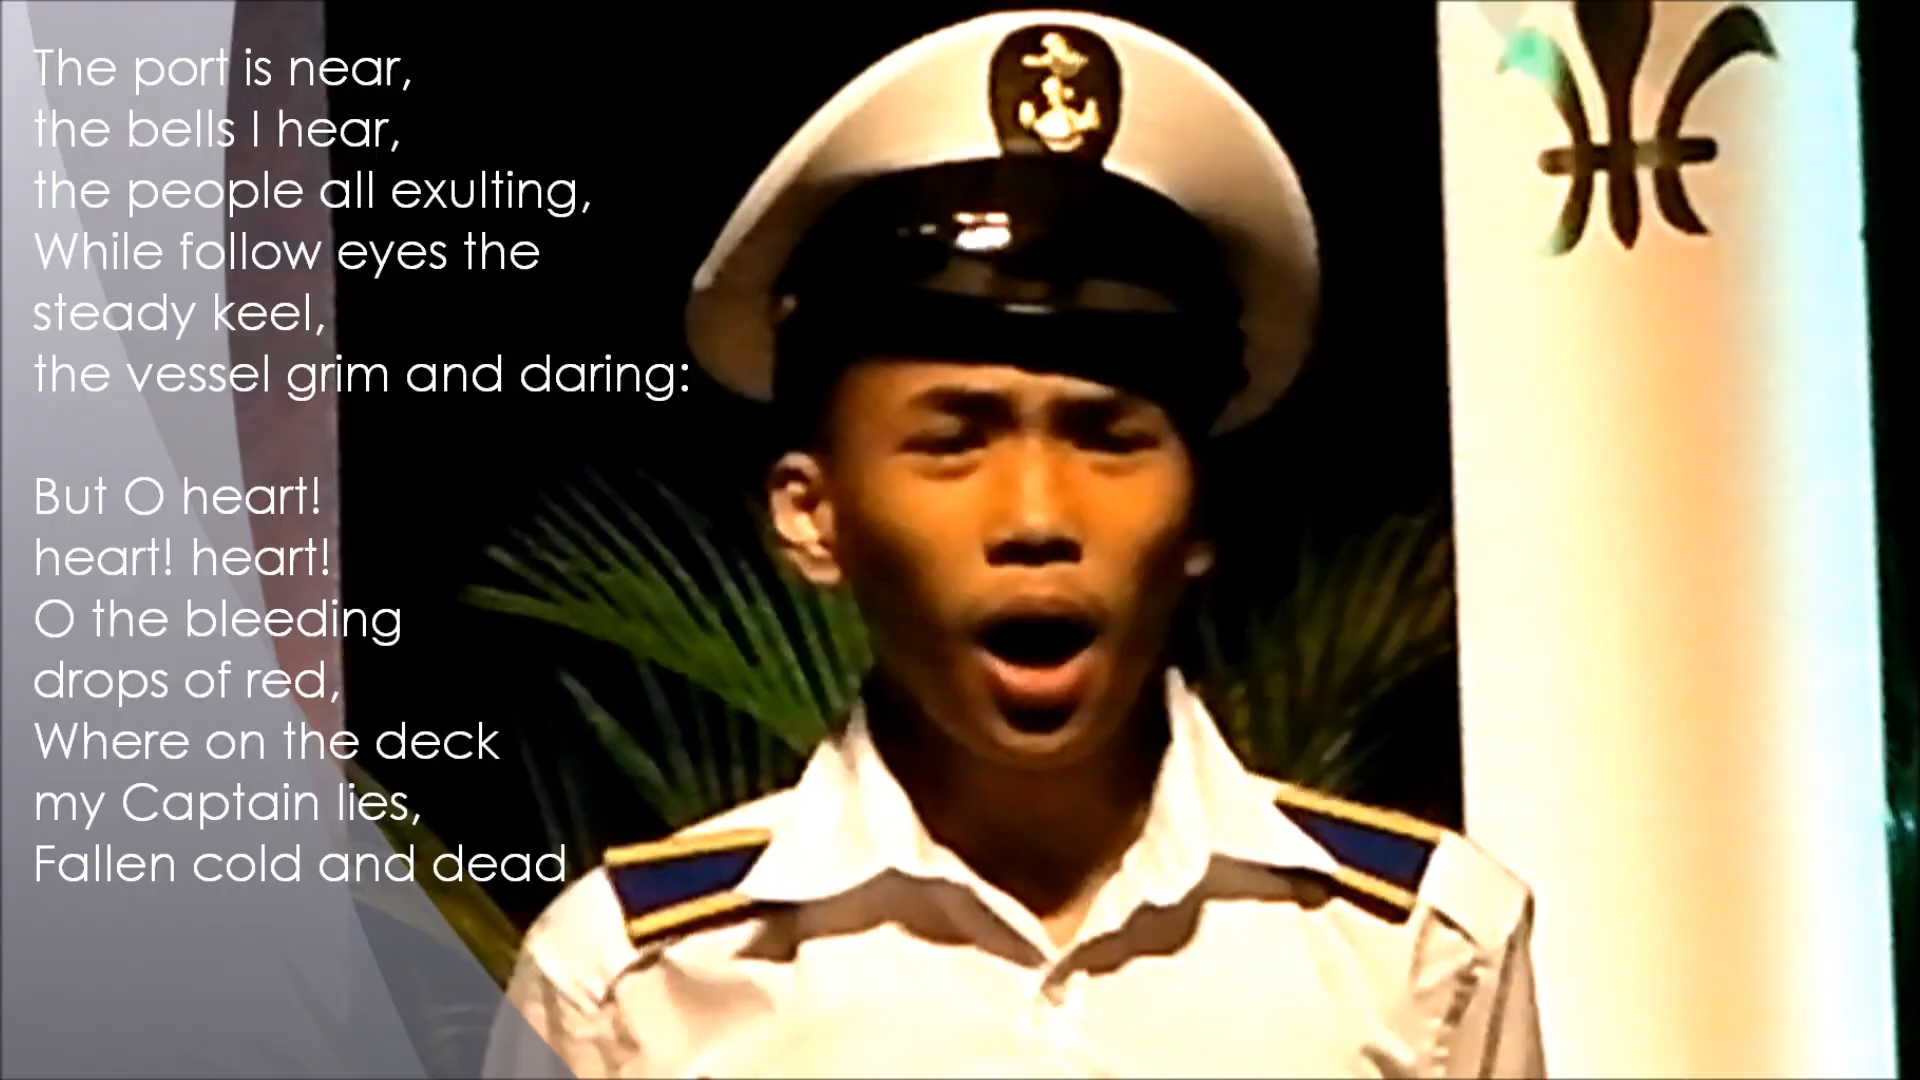 The port is near,
the bells I hear,
the people all exulting,
While follow eyes the
steady keel,
the vessel grim and daring:
But O heart!
heart! heart!
O the bleeding
drops of red,
Where on the deck
my Captain lies,
Fallen cold and dead